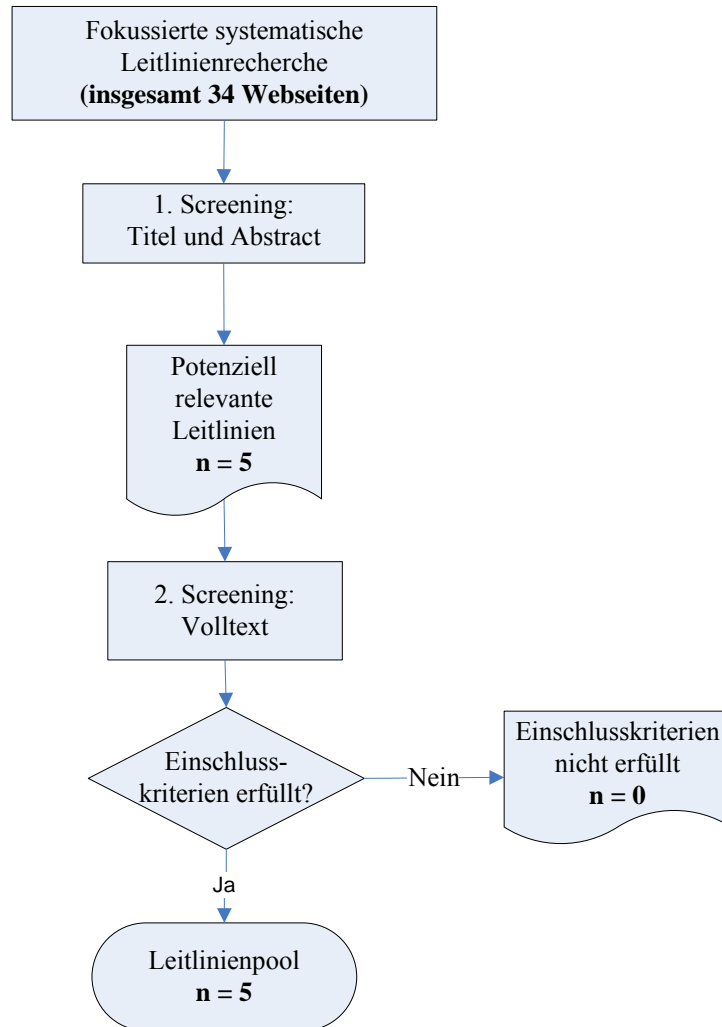 Fokussierte systematische
Leitlinienrecherche
(insgesamt 34 Webseiten)
1. Screening:
Titel und Abstract
Potenziell
relevante
Leitlinien
n = 5
2. Screening:
Volltext
Einschluss-
kriterien erfüllt?
Nein
Einschlusskriterien
nicht erfüllt
n = 0
Ja
Leitlinienpool
n = 5